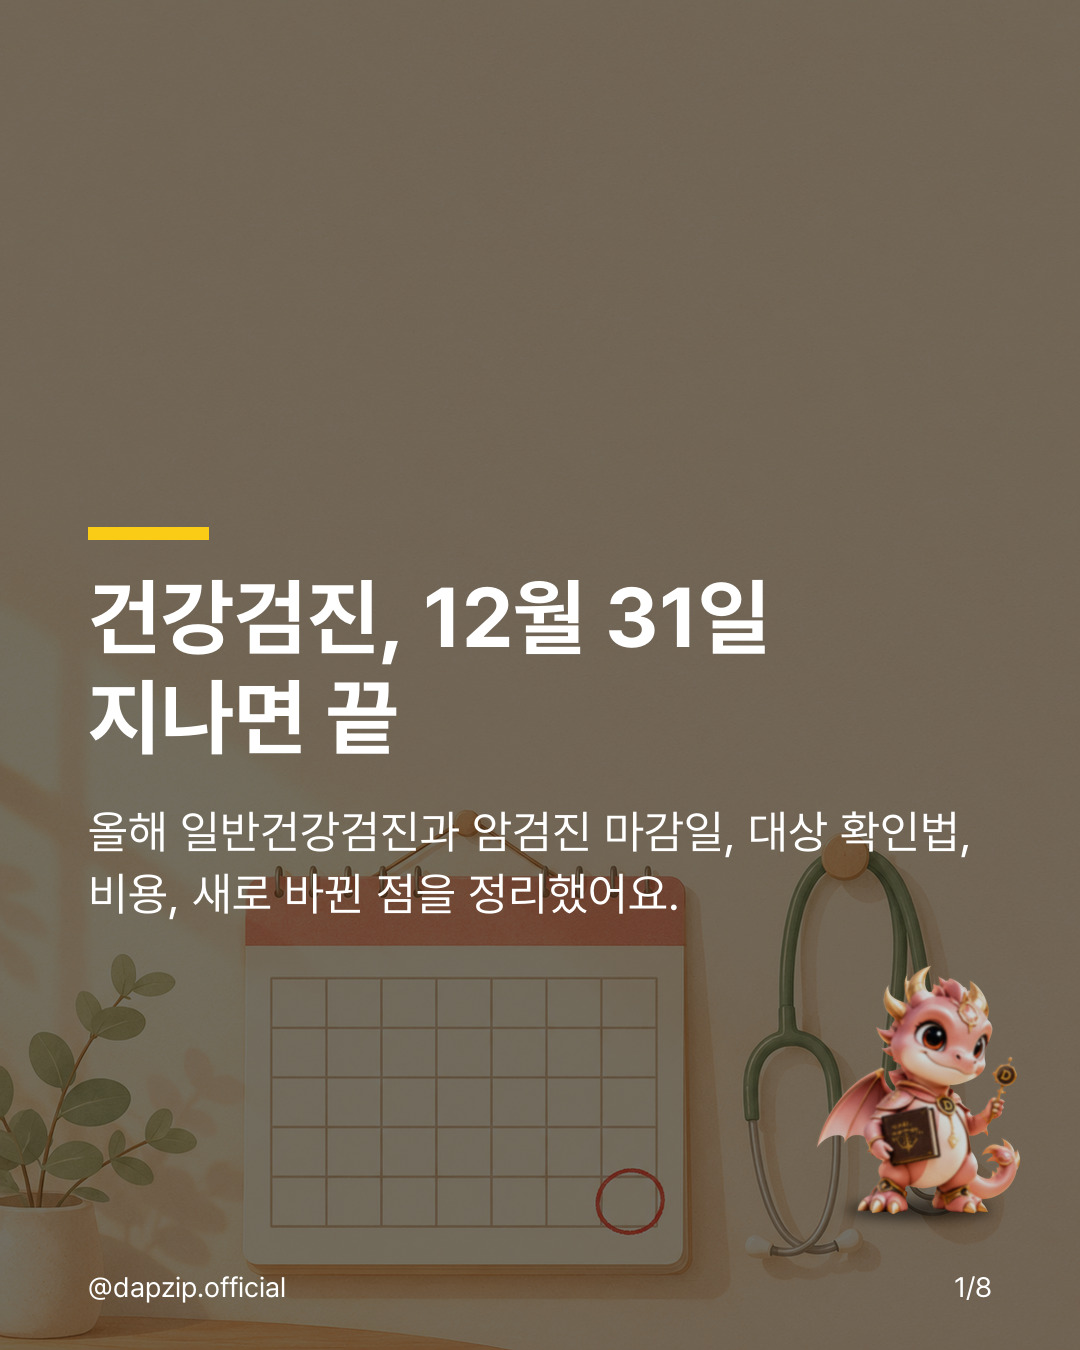 건강검진, 12월 31일
지나면 끝
올해 일반건강검진과 암검진 마감일, 대상 확인법,
비용, 새로 바뀐 점을 정리했어요.
@dapzip.official
1/8